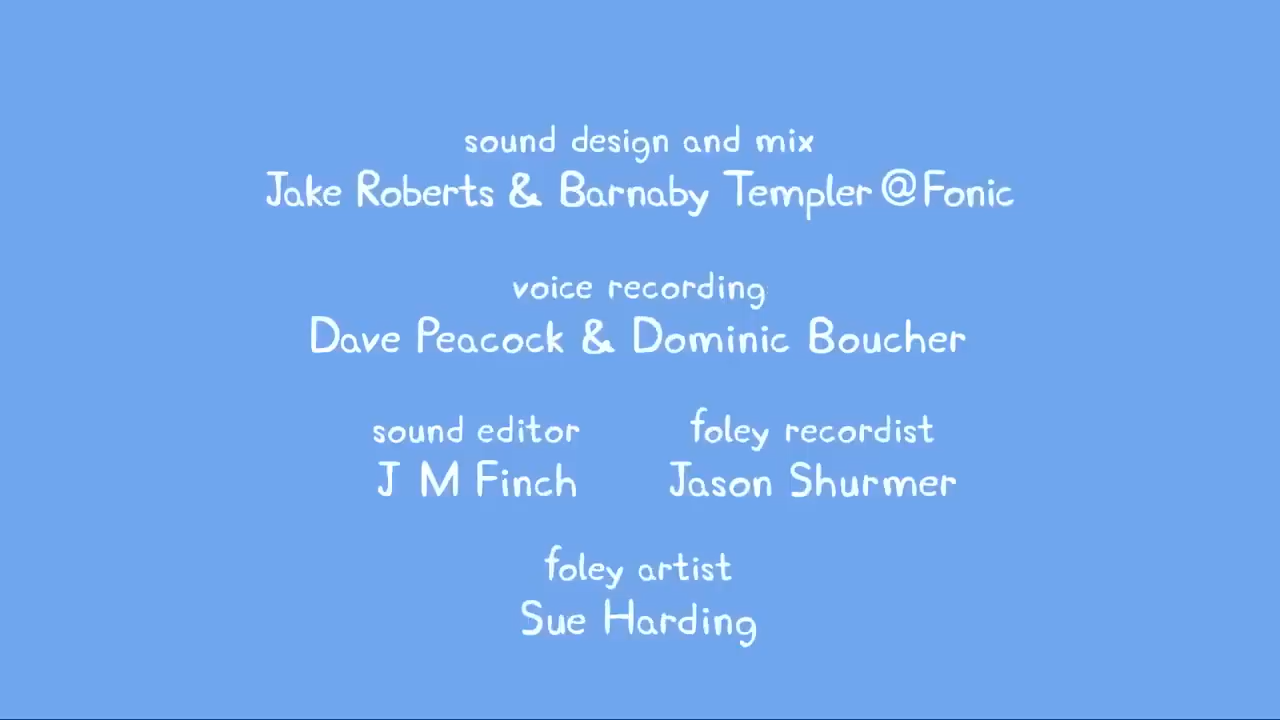 sound design and mix
Jake Roberts & Barnaby Templer @Fonic
voice recording
Dave Peacock & Dominic Boucher
sound editor
J M Finch
foley recordist
Jason Shurmer
foley artist
Sue Harding